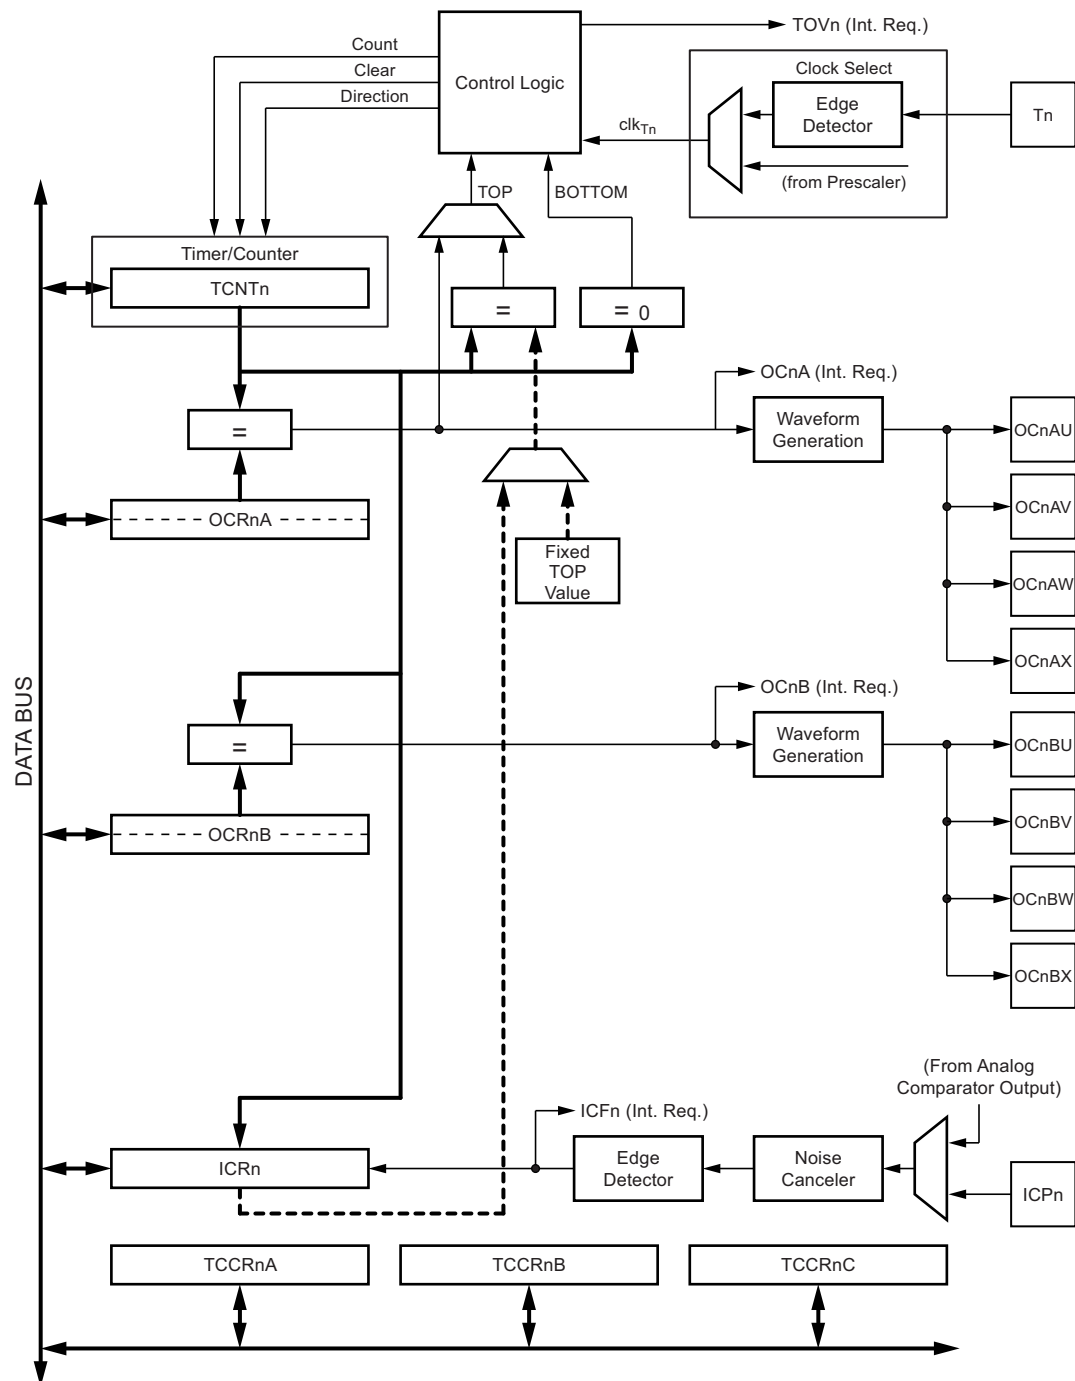 TOVn (Int. Req.)
Count
Clear
Direction
Control Logic
Clock Select
Edge
Detector
Tn
clkTn
(from Prescaler)
TOP
BOTTOM
Timer/Counter
TCNTn
=
= 0
OCnA (Int. Req.)
=
Waveform
Generation
OCnAU
OCRnA
OCnAV
Fixed
TOP
Value
OCnAW
OCnAX
DATA BUS
OCnB (Int. Req.)
=
Waveform
Generation
OCnBU
OCRnB
OCnBV
OCnBW
OCnBX
(From Analog
Comparator Output)
ICFn (Int. Req.)
ICRn
Edge
Detector
Noise
Canceler
ICPn
TCCRnA
TCCRnB
TCCRnC